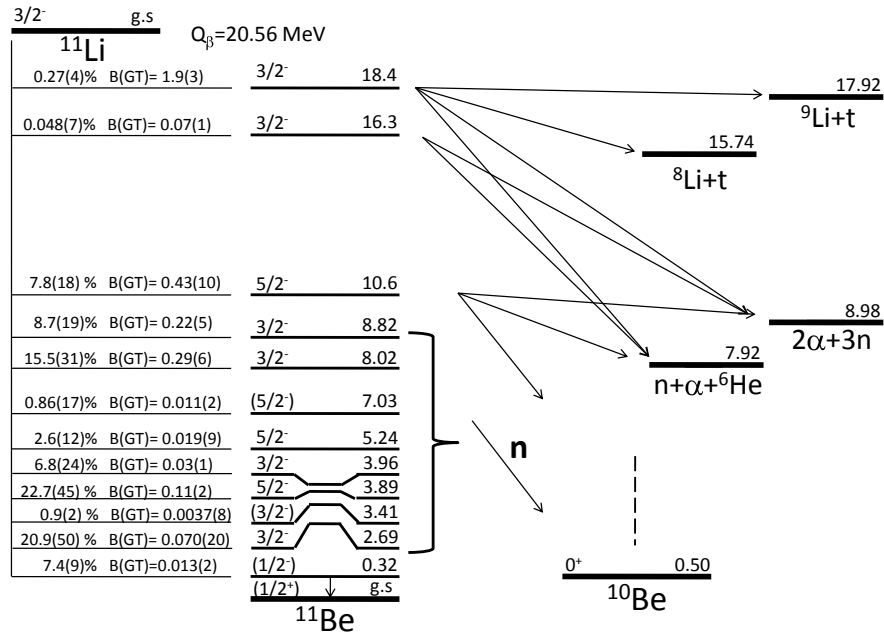 3/2⁻ g.s
¹¹Li
Qβ=20.56 MeV
0.27(4)% B(GT)= 1.9(3) 3/2⁻ 18.4
17.92
⁹Li+t
0.048(7)% B(GT)= 0.07(1) 3/2⁻ 16.3
15.74
⁸Li+t
7.8(18) % B(GT)= 0.43(10) 5/2⁻ 10.6
8.98
2α+3n
8.7(19)% B(GT)= 0.22(5) 3/2⁻ 8.82
15.5(31)% B(GT)= 0.29(6) 3/2⁻ 8.02
7.92
n+α+⁶He
0.86(17)% B(GT)= 0.011(2) (5/2⁻) 7.03
2.6(12)% B(GT)= 0.019(9) 5/2⁻ 5.24
n
6.8(24)% B(GT)= 0.03(1) 3/2⁻ 3.96
22.7(45) % B(GT)= 0.11(2) 5/2⁻ 3.89
0.9(2) % B(GT)= 0.0037(8) (3/2⁻) 3.41
20.9(50) % B(GT)= 0.070(20) 3/2⁻ 2.69
7.4(9)% B(GT)=0.013(2) (1/2⁻) 0.32
0⁺ 0.50
¹⁰Be
(1/2⁺) g.s
¹¹Be